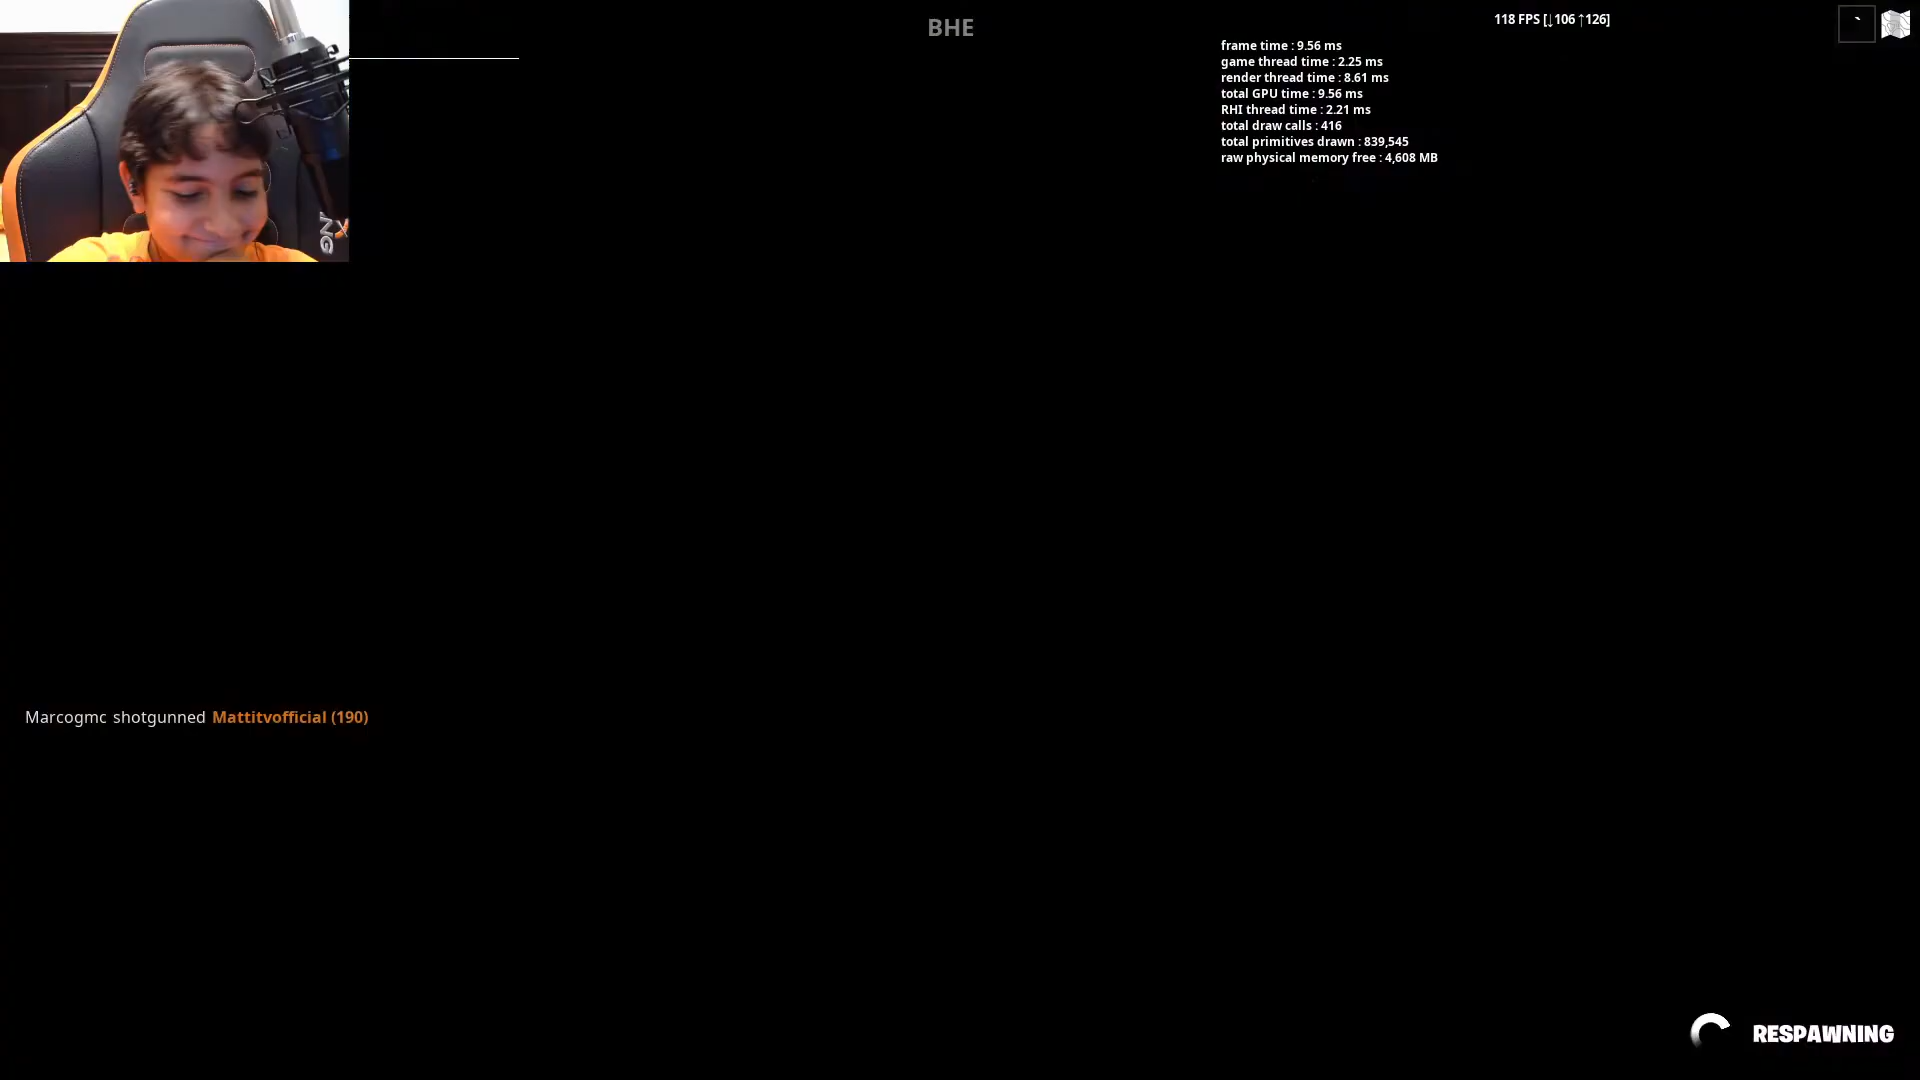 BHE
118 FPS [↓106 ↑126]
frame time : 9.56 ms
game thread time : 2.25 ms
render thread time : 8.61 ms
total GPU time : 9.56 ms
RHI thread time : 2.21 ms
total draw calls : 416
total primitives drawn : 839,545
raw physical memory free : 4,608 MB
NG
Marcogmc shotgunned Mattitvofficial (190)
RESPAWNING